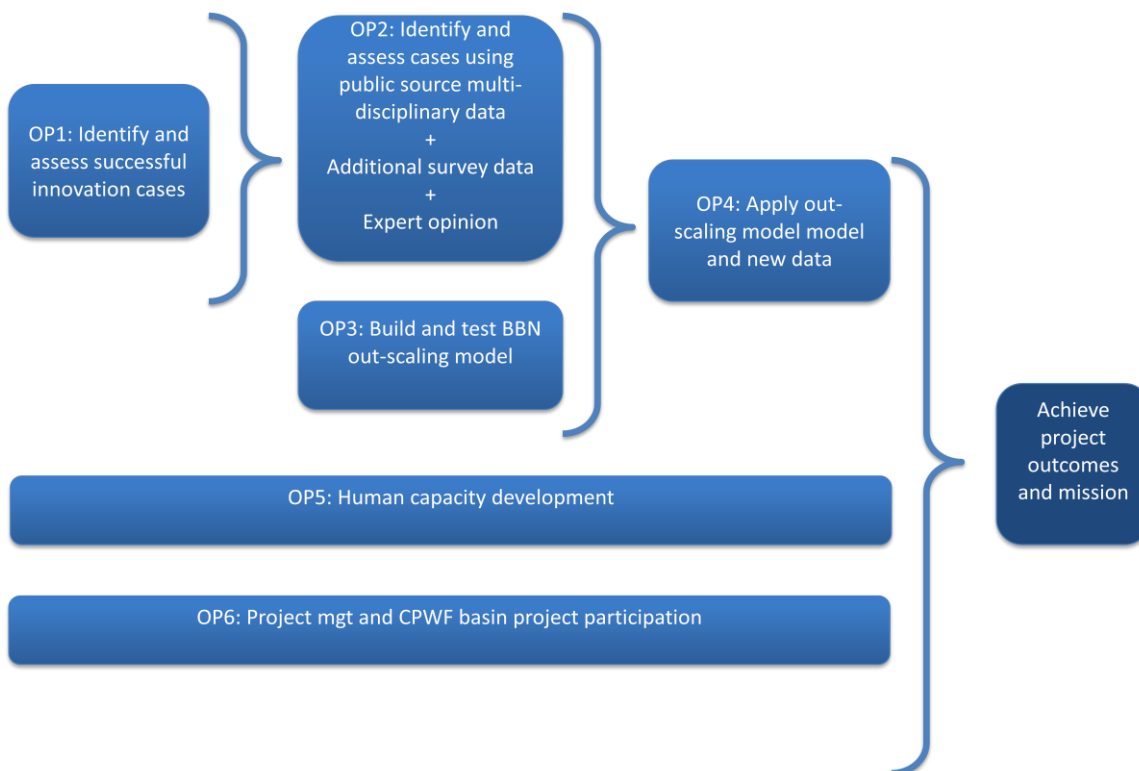 OP1: Identify and
assess successful
innovation cases
OP2: Identify and
assess cases using
public source multi-
disciplinary data
+
Additional survey data
+
Expert opinion
OP3: Build and test BBN
out-scaling model
OP4: Apply out-
scaling model model
and new data
Achieve
project
outcomes
and mission
OP5: Human capacity development
OP6: Project mgt and CPWF basin project participation